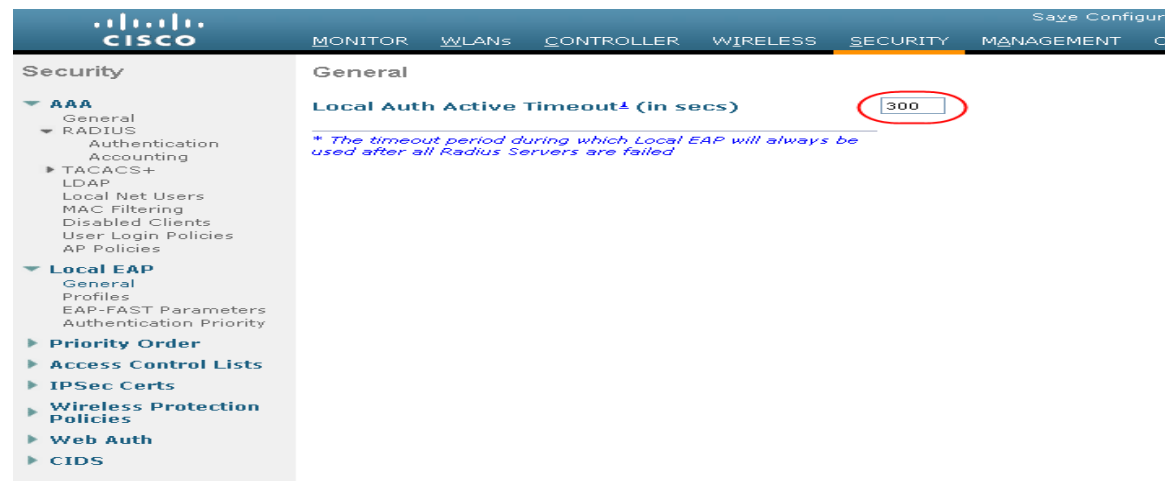 Save Configur
CISCO
MONITOR WLANs CONTROLLER WIRELESS SECURITY MANAGEMENT C
Security
AAA
General
RADIUS
Authentication
Accounting
TACACS+
LDAP
Local Net Users
MAC Filtering
Disabled Clients
User Login Policies
AP Policies
Local EAP
General
Profiles
EAP-FAST Parameters
Authentication Priority
Priority Order
Access Control Lists
IPSec Certs
Wireless Protection
Policies
Web Auth
CIDS
General
Local Auth Active Timeout¹ (in secs) 300
* The timeout period during which Local EAP will always be
used after all Radius Servers are failed